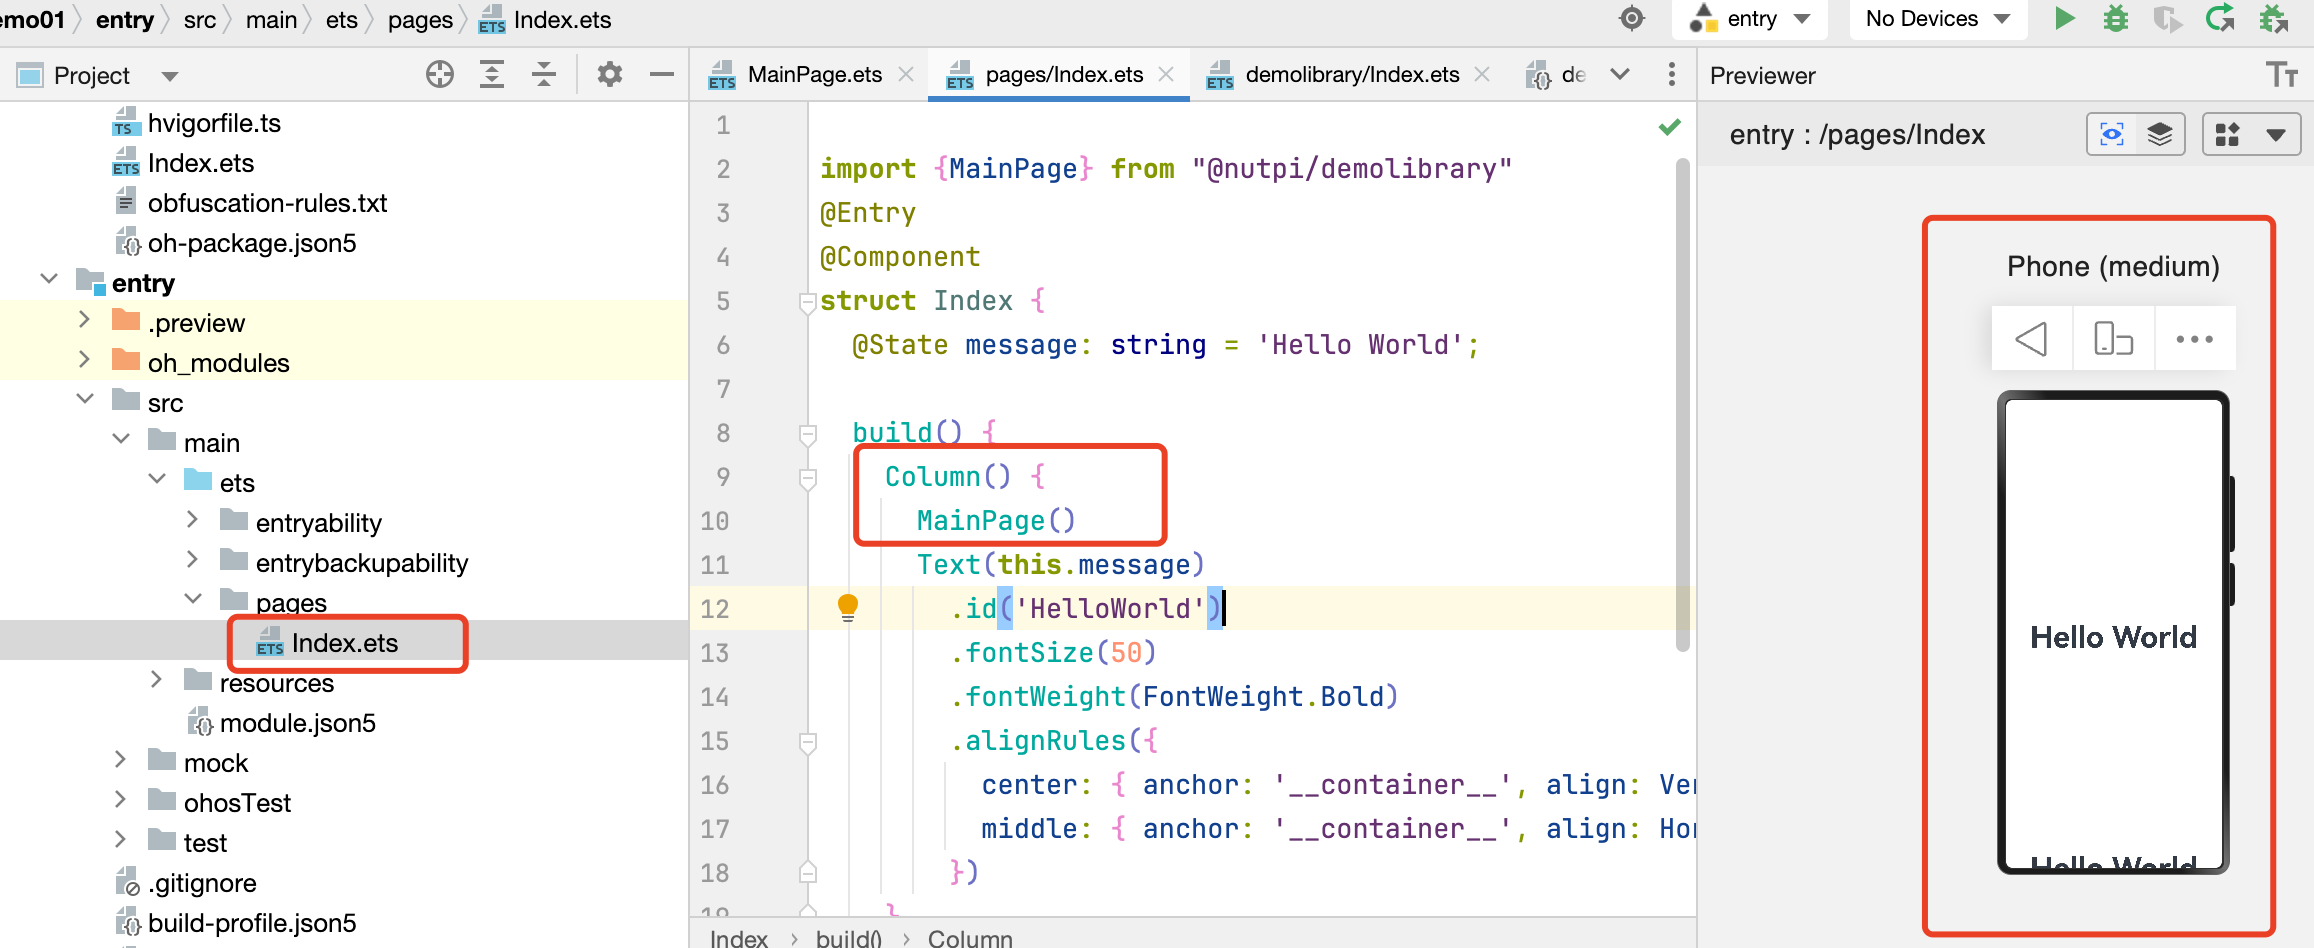 emo01 entry src main ets pages Index.ets
entry No Devices
Project
MainPage.ets pages/Index.ets demolibrary/Index.ets de
Previewer
hvigorfile.ts
Index.ets
obfuscation-rules.txt
oh-package.json5
entry
.preview
oh_modules
src
main
ets
entryability
entrybackupability
pages
Index.ets
resources
module.json5
mock
ohosTest
test
.gitignore
build-profile.json5
1
2 import {MainPage} from "@nutpi/demolibrary"
3 @Entry
4 @Component
5 struct Index {
6 @State message: string = 'Hello World';
7
8 build() {
9 Column() {
10 MainPage()
11 Text(this.message)
12 .id('HelloWorld')
13 .fontSize(50)
14 .fontWeight(FontWeight.Bold)
15 .alignRules({
16 center: { anchor: '__container__', align: Ver
17 middle: { anchor: '__container__', align: Hor
18 })
19 }
Index build() Column
entry : /pages/Index
Phone (medium)
Hello World
Hello World